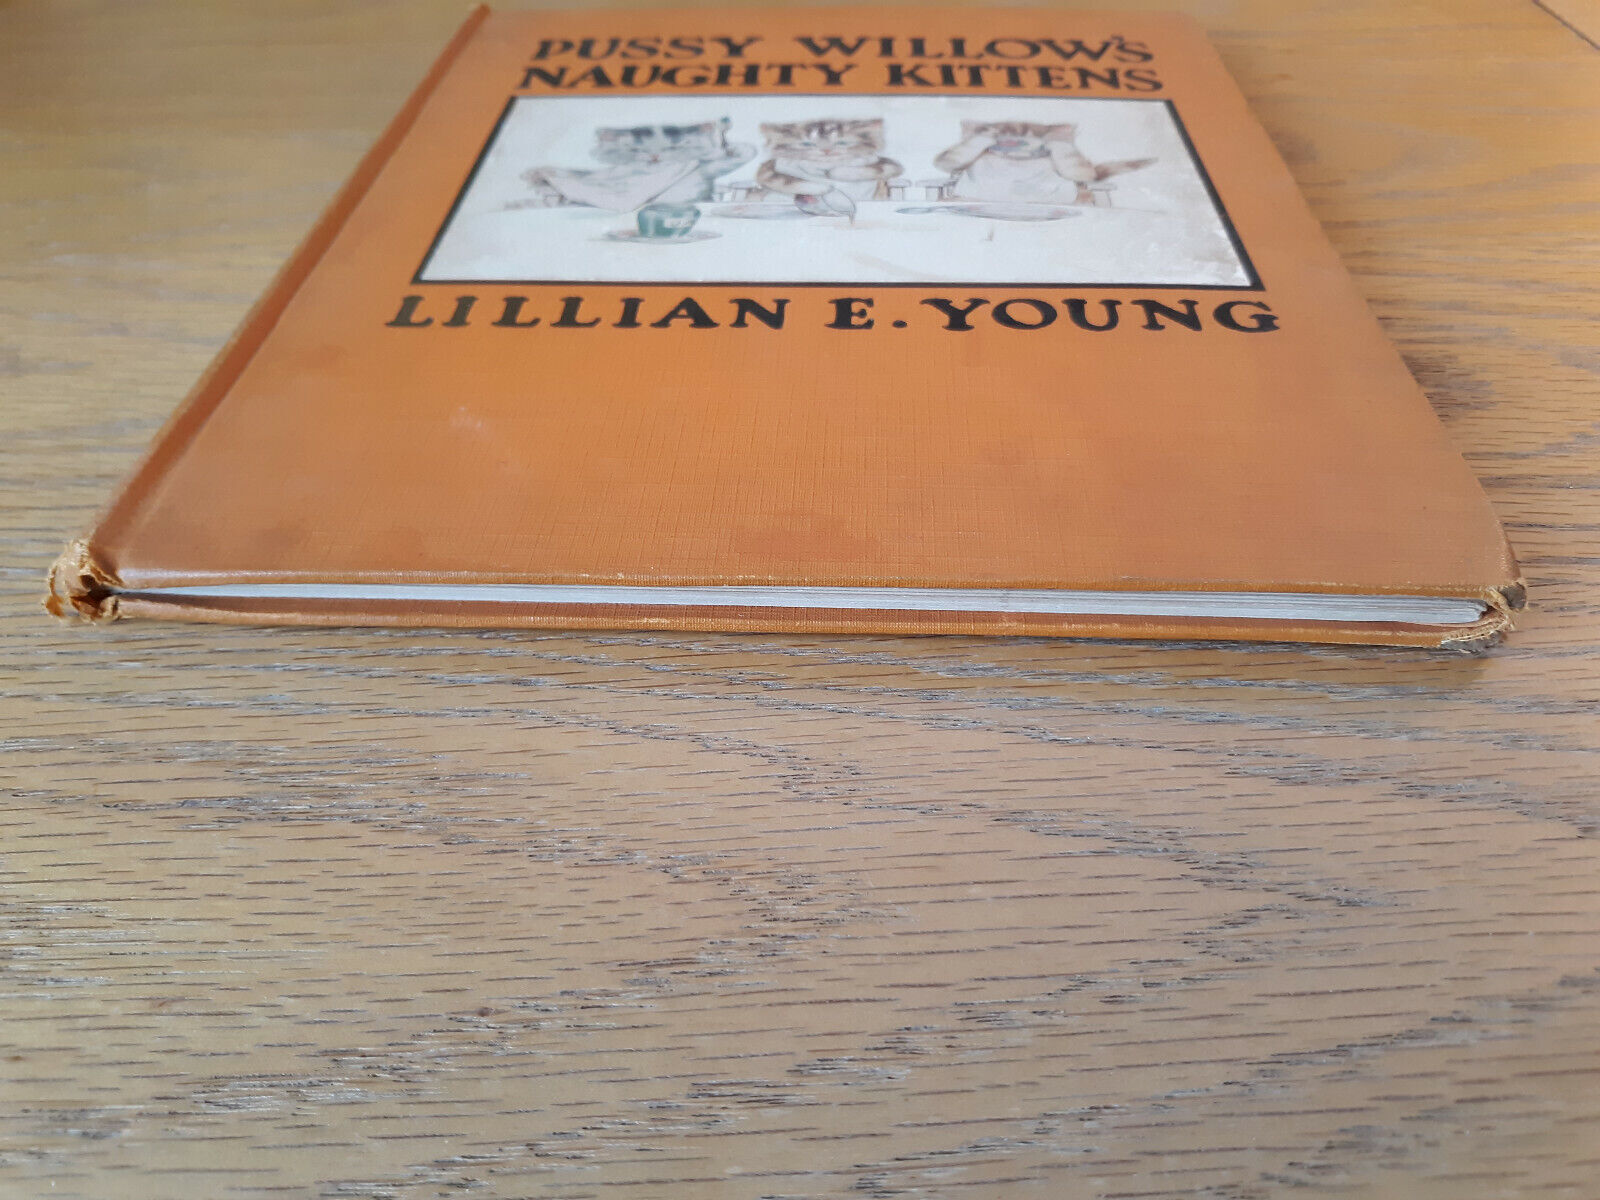 PUSSY WILLOW'S
NAUGHTY KITTENS
LILLIAN E. YOUNG